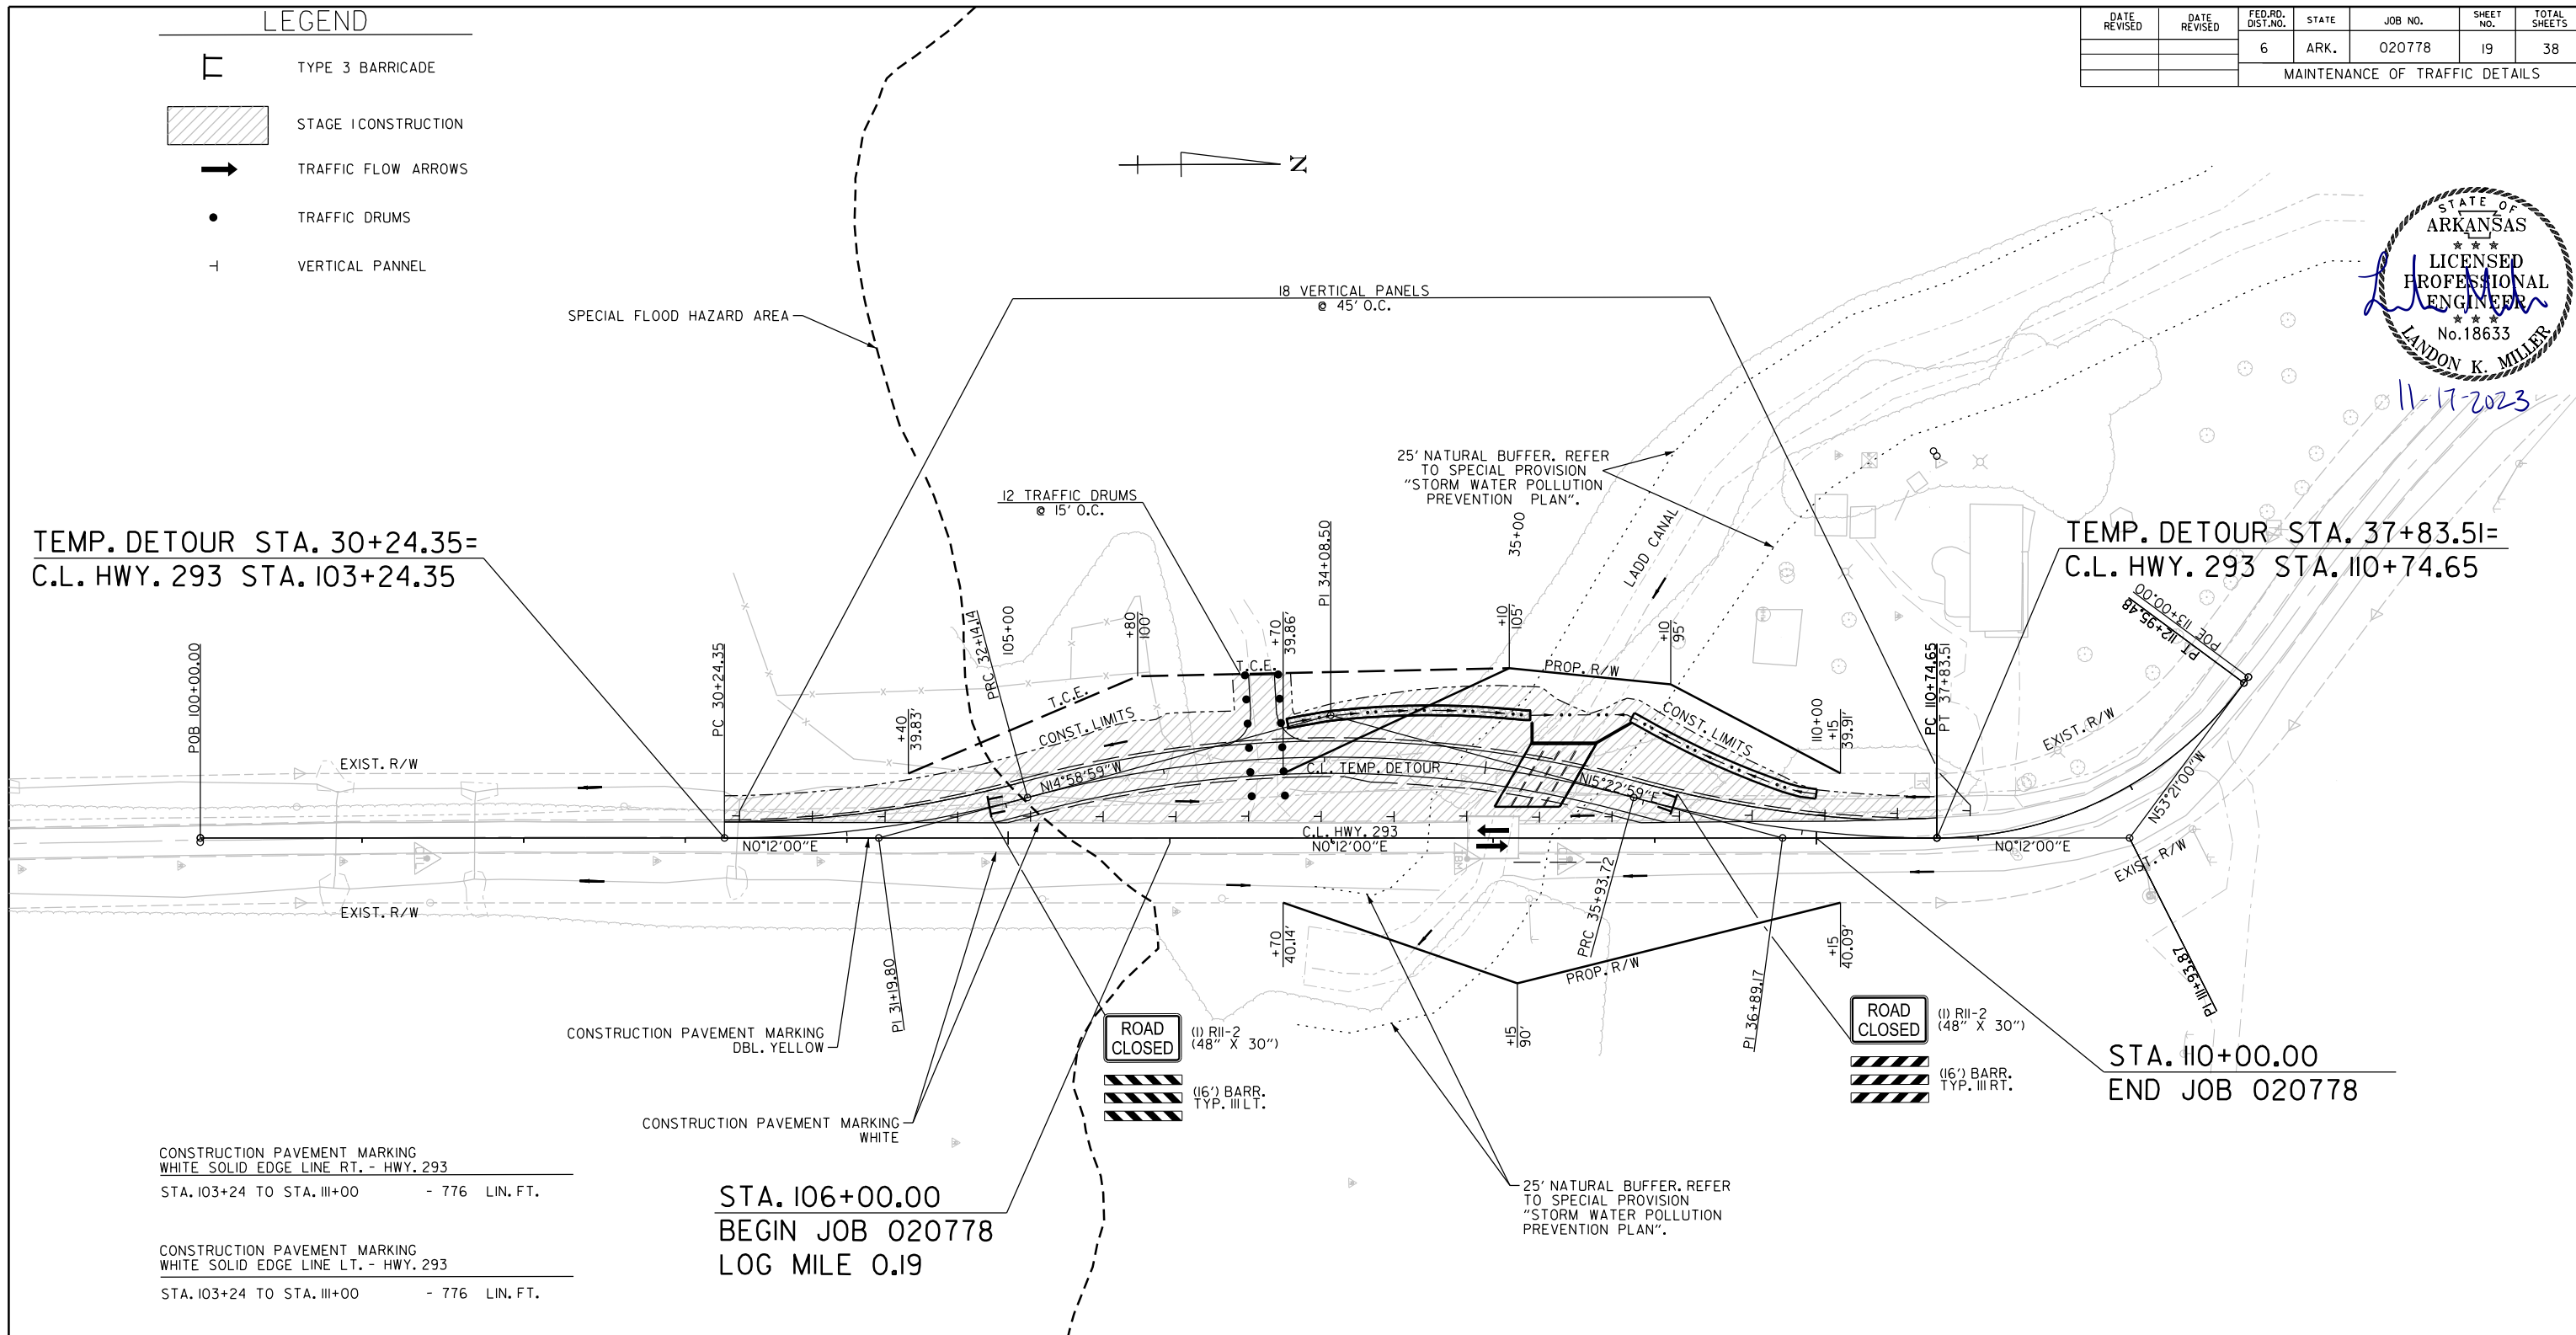 LEGEND
TYPE 3 BARRICADE
STAGE 1 CONSTRUCTION
TRAFFIC FLOW ARROWS
TRAFFIC DRUMS
VERTICAL PANNEL
DATE REVISED
DATE REVISED
FED.RD. DIST.NO.
STATE
JOB NO.
SHEET NO.
TOTAL SHEETS
6
ARK.
020778
19
38
MAINTENANCE OF TRAFFIC DETAILS
N
STATE OF
ARKANSAS
LICENSED
PROFESSIONAL
ENGINEER
No.18633
LANDON K. MILLER
11-17-2023
SPECIAL FLOOD HAZARD AREA
18 VERTICAL PANELS
@ 45' O.C.
25' NATURAL BUFFER. REFER
TO SPECIAL PROVISION
"STORM WATER POLLUTION
PREVENTION PLAN".
12 TRAFFIC DRUMS
@ 15' O.C.
TEMP. DETOUR STA. 30+24.35=
C.L. HWY. 293 STA. 103+24.35
TEMP. DETOUR STA. 37+83.51=
C.L. HWY. 293 STA. 110+74.65
LADD CANAL
35+00
PI 34+08.50
POB 100+00.00
PC 30+24.35
PRC 32+14.14
105+00
+80
100'
+70
39.86'
+10
105'
+10
95'
+40
39.83'
110+00
+15
39.91'
PC 110+74.65
PT 37+83.51
POE 113+00.00
PT 112+95.48
T.C.E.
T.C.E.
PROP. R/W
CONST. LIMITS
CONST. LIMITS
EXIST. R/W
EXIST. R/W
N14°58'59"W
C.L. TEMP. DETOUR
N15°22'59"E
N53°21'00"W
C.L. HWY. 293
N0°12'00"E
N0°12'00"E
N0°12'00"E
EXIST. R/W
EXIST. R/W
PI 111+93.87
PI 31+19.80
+70
40.14'
PRC 35+93.72
PROP. R/W
+15
90'
PI 36+89.17
+15
40.09'
CONSTRUCTION PAVEMENT MARKING
DBL. YELLOW
ROAD
CLOSED
(1) R11-2
(48" X 30")
(16') BARR.
TYP. III LT.
ROAD
CLOSED
(1) R11-2
(48" X 30")
(16') BARR.
TYP. III RT.
STA. 110+00.00
END JOB 020778
CONSTRUCTION PAVEMENT MARKING
WHITE
CONSTRUCTION PAVEMENT MARKING
WHITE SOLID EDGE LINE RT. - HWY. 293
STA. 103+24 TO STA. 111+00 - 776 LIN. FT.
STA. 106+00.00
BEGIN JOB 020778
LOG MILE 0.19
25' NATURAL BUFFER. REFER
TO SPECIAL PROVISION
"STORM WATER POLLUTION
PREVENTION PLAN".
CONSTRUCTION PAVEMENT MARKING
WHITE SOLID EDGE LINE LT. - HWY. 293
STA. 103+24 TO STA. 111+00 - 776 LIN. FT.